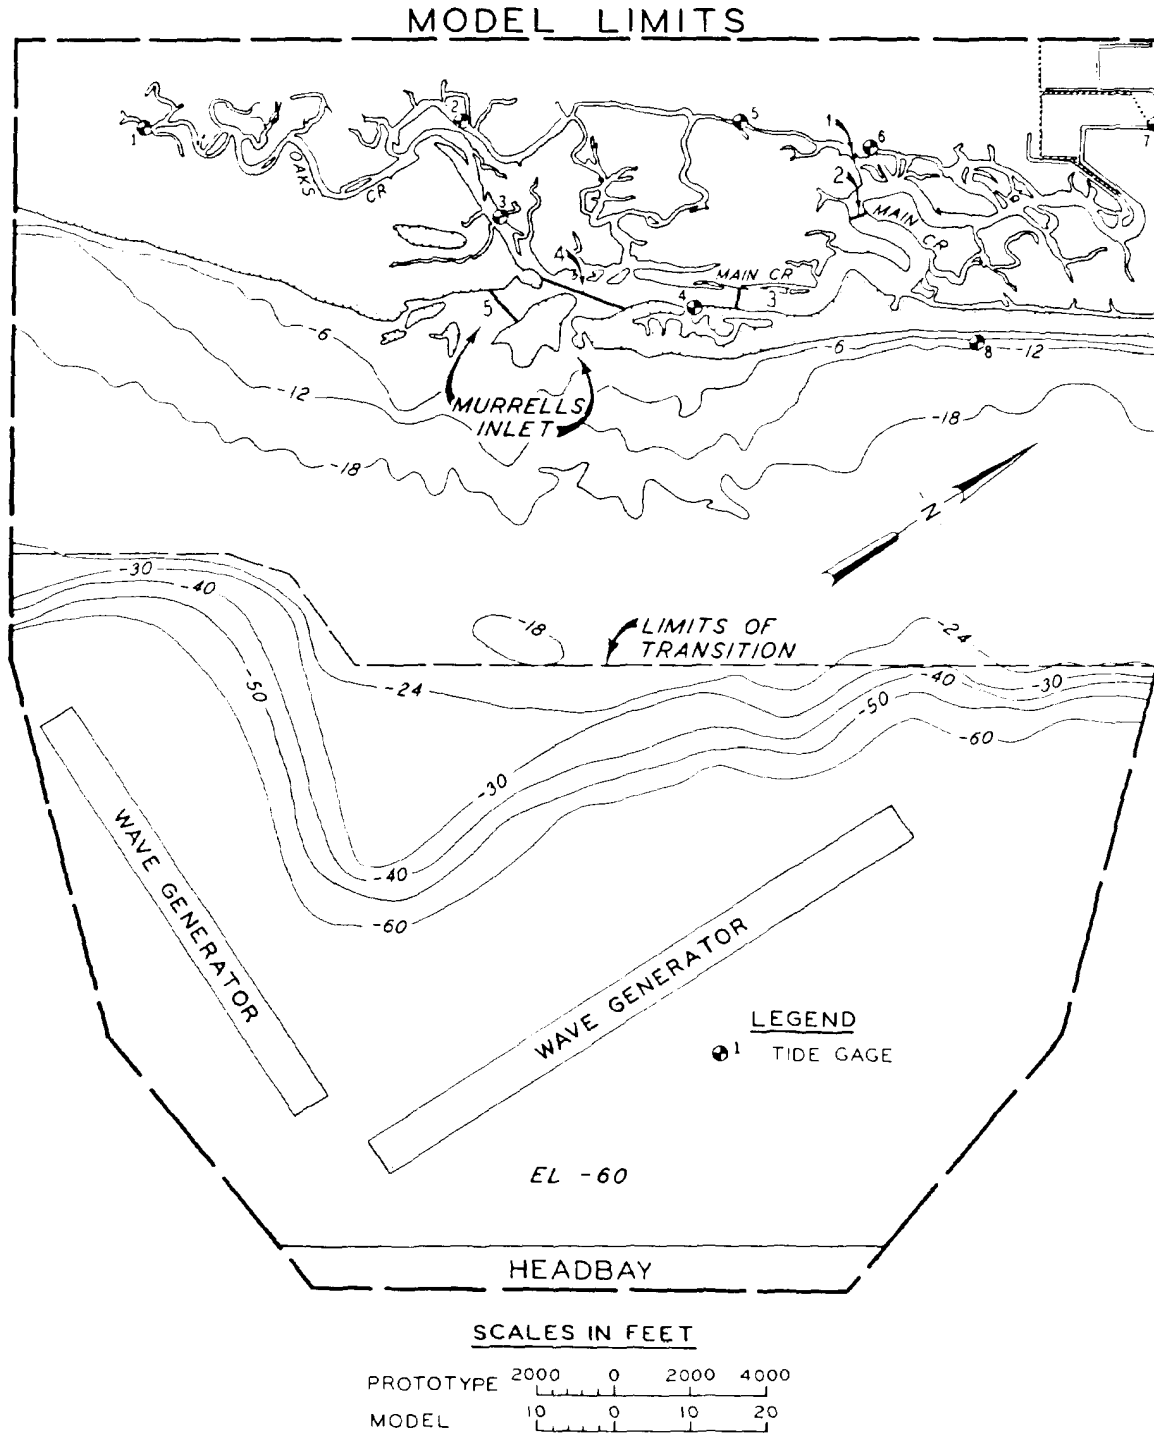 MODEL LIMITS
1
2
5
1
6
7
OAKS
CR
2
3
MAIN
CR
4
MAIN CR
5
4
3
-6
-6
8
-12
-12
MURRELLS
INLET
-18
-18
N
-30
-40
-18
LIMITS OF
TRANSITION
-24
-50
-24
-40
-30
-50
-60
-30
WAVE GENERATOR
-40
-60
WAVE GENERATOR
LEGEND
1 TIDE GAGE
EL -60
HEADBAY
SCALES IN FEET
PROTOTYPE 2000 0 2000 4000
MODEL 10 0 10 20